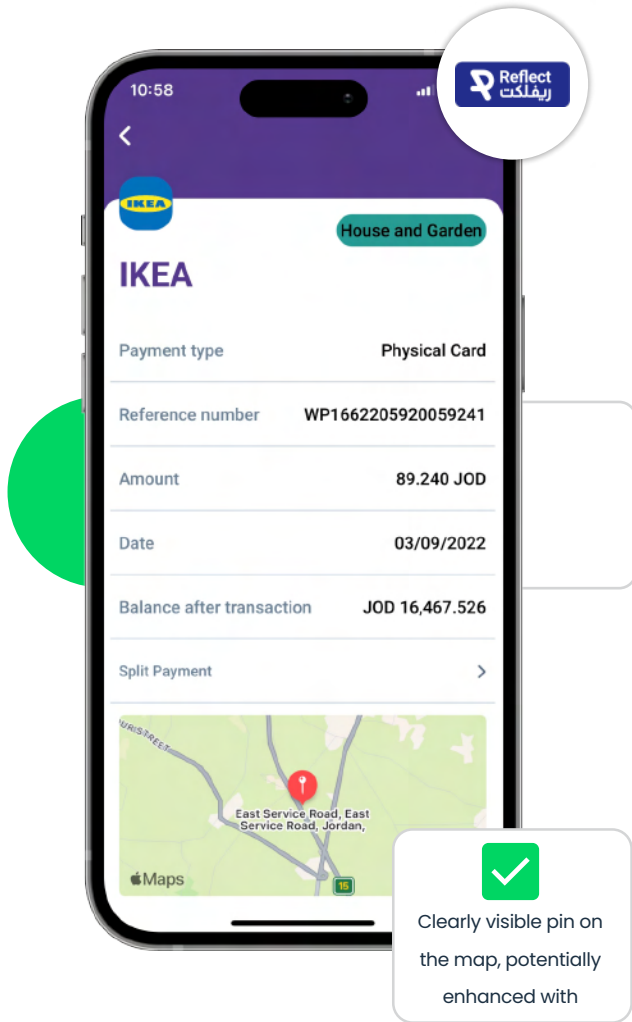 10:58
Reflect
ريفلكت
IKEA
House and Garden
IKEA
Payment type Physical Card
Reference number WP1662205920059241
Amount 89.240 JOD
Date 03/09/2022
Balance after transaction JOD 16,467.526
Split Payment
URISTREET
East Service Road, East
Service Road, Jordan,
15
Maps
Clearly visible pin on
the map, potentially
enhanced with